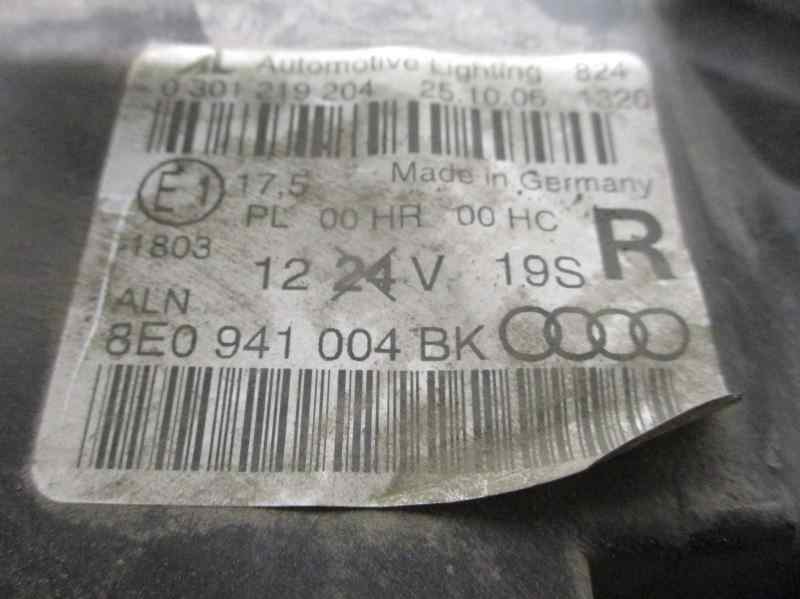 AL Automotive Lighting 824
0 301 219 204 25.10.06 1320
E1 17,5 Made in Germany
PL 00 HR 00 HC R
-1803
12 24 V 19S
ALN
8E0 941 004 BK